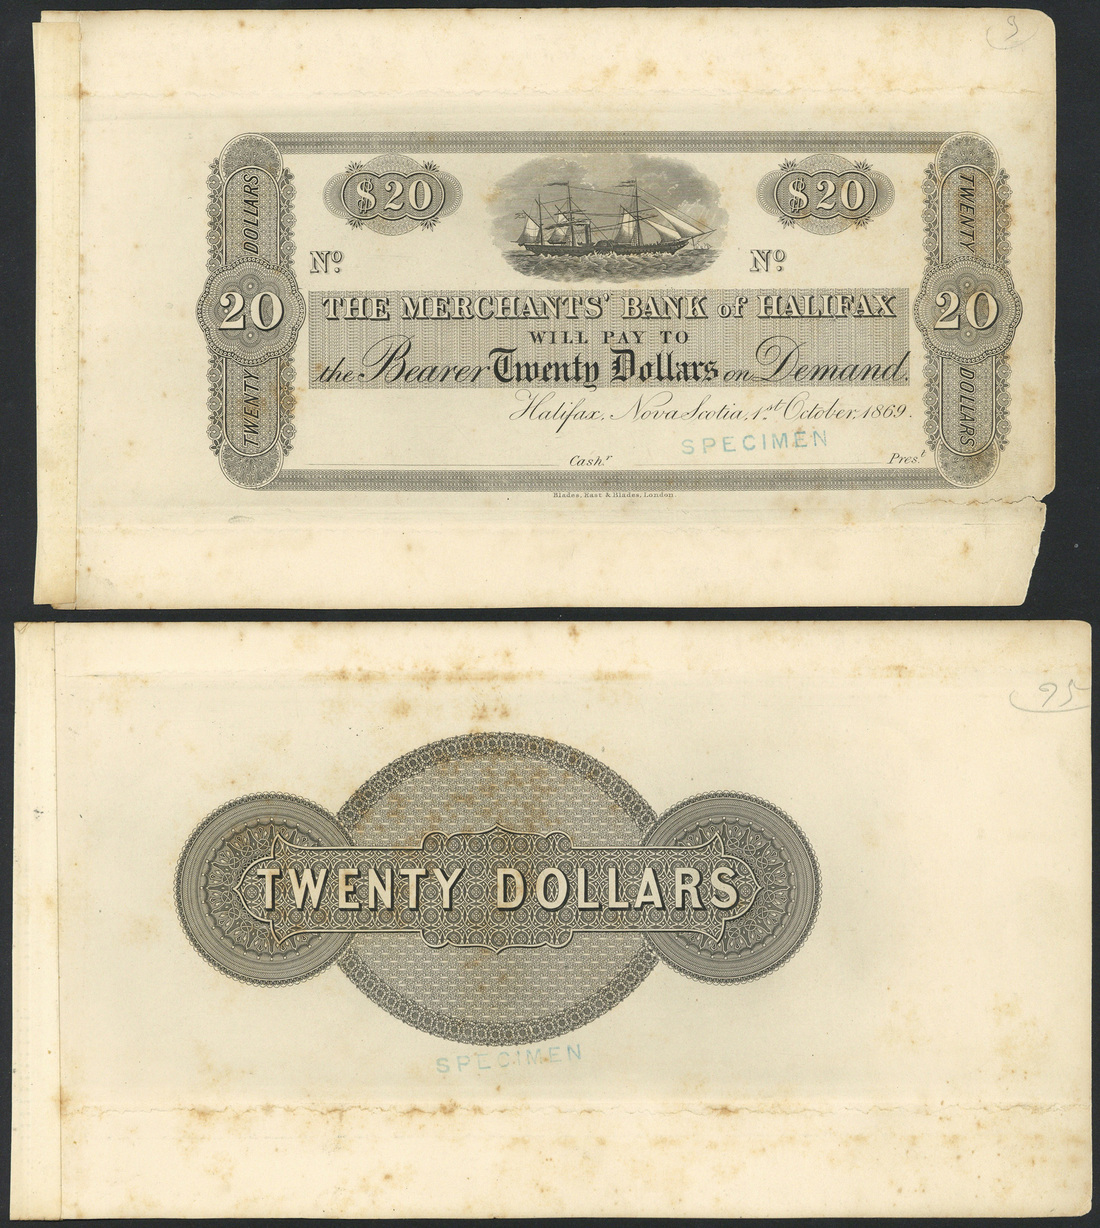 9
$20
$20
TWENTY DOLLARS
TWENTY DOLLARS
20
20
Nº
Nº
THE MERCHANTS' BANK of HALIFAX
WILL PAY TO
the Bearer Twenty Dollars on Demand.
Halifax, Nova Scotia, 1st October, 1869.
SPECIMEN
Cashr
Prest
Blades, East & Blades, London.
95
TWENTY DOLLARS
SPECIMEN